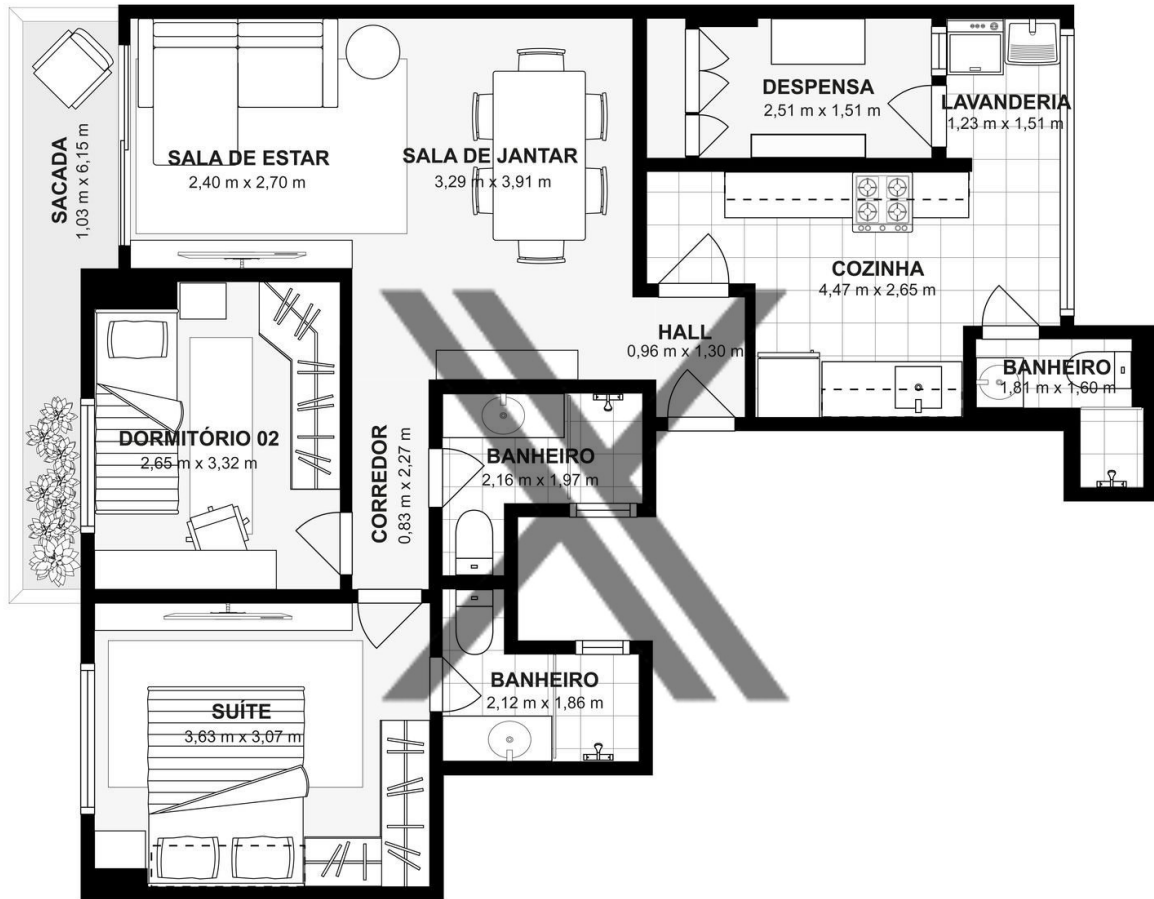 SACADA
1,03 m x 6,15 m
SALA DE ESTAR
2,40 m x 2,70 m
SALA DE JANTAR
3,29 m x 3,91 m
DESPENSA
2,51 m x 1,51 m
LAVANDERIA
1,23 m x 1,51 m
COZINHA
4,47 m x 2,65 m
HALL
0,96 m x 1,30 m
BANHEIRO
1,81 m x 1,60 m
DORMITÓRIO 02
2,65 m x 3,32 m
CORREDOR
0,83 m x 2,27 m
BANHEIRO
2,16 m x 1,97 m
BANHEIRO
2,12 m x 1,86 m
SUÍTE
3,63 m x 3,07 m